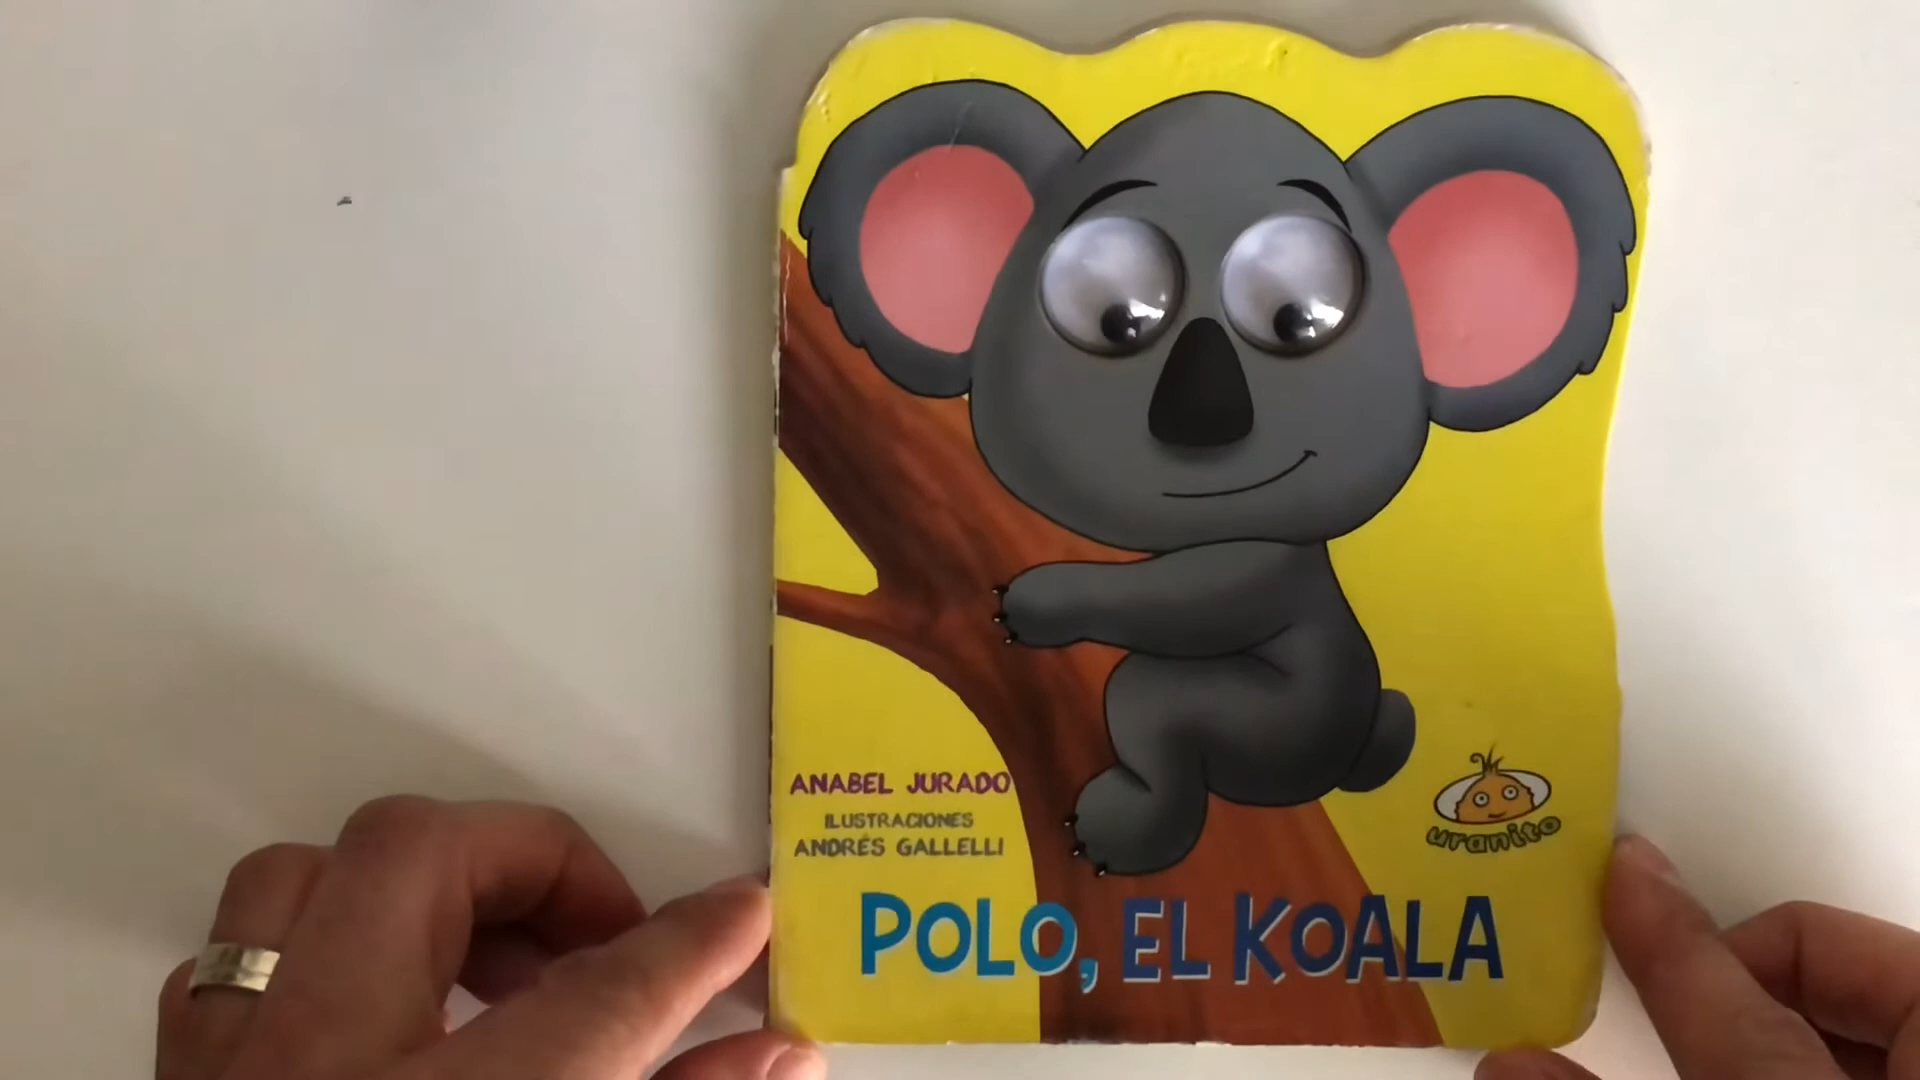 ANABEL JURADO
ILUSTRACIONES
ANDRÉS GALLELLI
uranito
POLO, EL KOALA